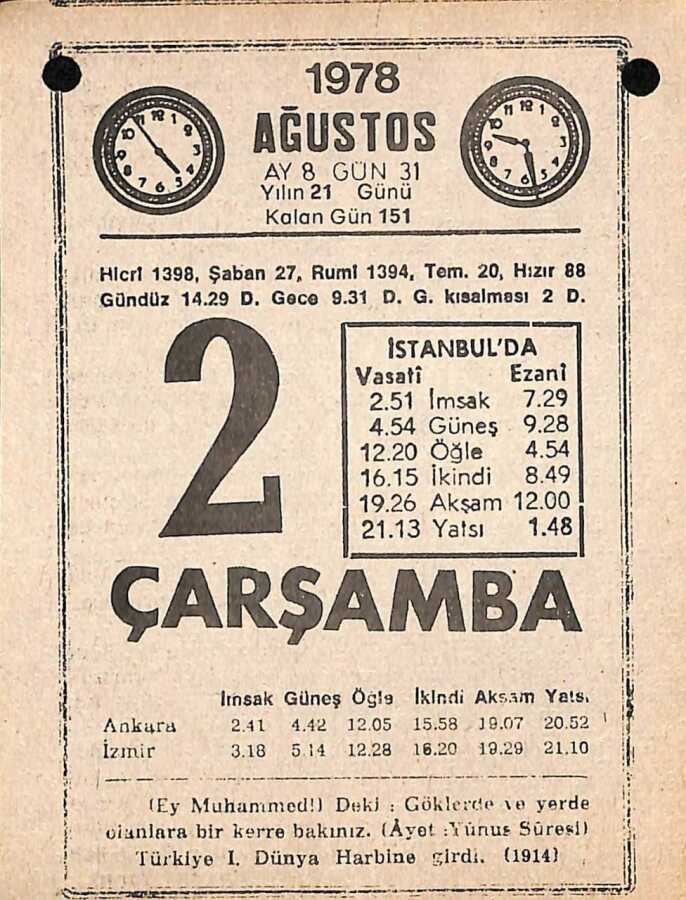 1978
AĞUSTOS
AY 8 GÜN 31
Yılın 21 Günü
Kalan Gün 151
Hicri 1398, Şaban 27, Rumi 1394, Tem. 20, Hızır 88
Gündüz 14.29 D. Gece 9.31 D. G. kısalması 2 D.
2
İSTANBUL'DA
Vasatî Ezanî
2.51 İmsak 7.29
4.54 Güneş 9.28
12.20 Öğle 4.54
16.15 İkindi 8.49
19.26 Akşam 12.00
21.13 Yatsı 1.48
ÇARŞAMBA
İmsak Güneş Öğle İkindi Akşam Yatsı
Ankara 2.41 4.42 12.05 15.58 19.07 20.52
İzmir 3.18 5.14 12.28 16.20 19.29 21.10
(Ey Muhammed!) Deki : Göklerde ve yerde
olanlara bir kerre bakınız. (Âyet :Yûnus Sûresi)
Türkiye I. Dünya Harbine girdi. (1914)